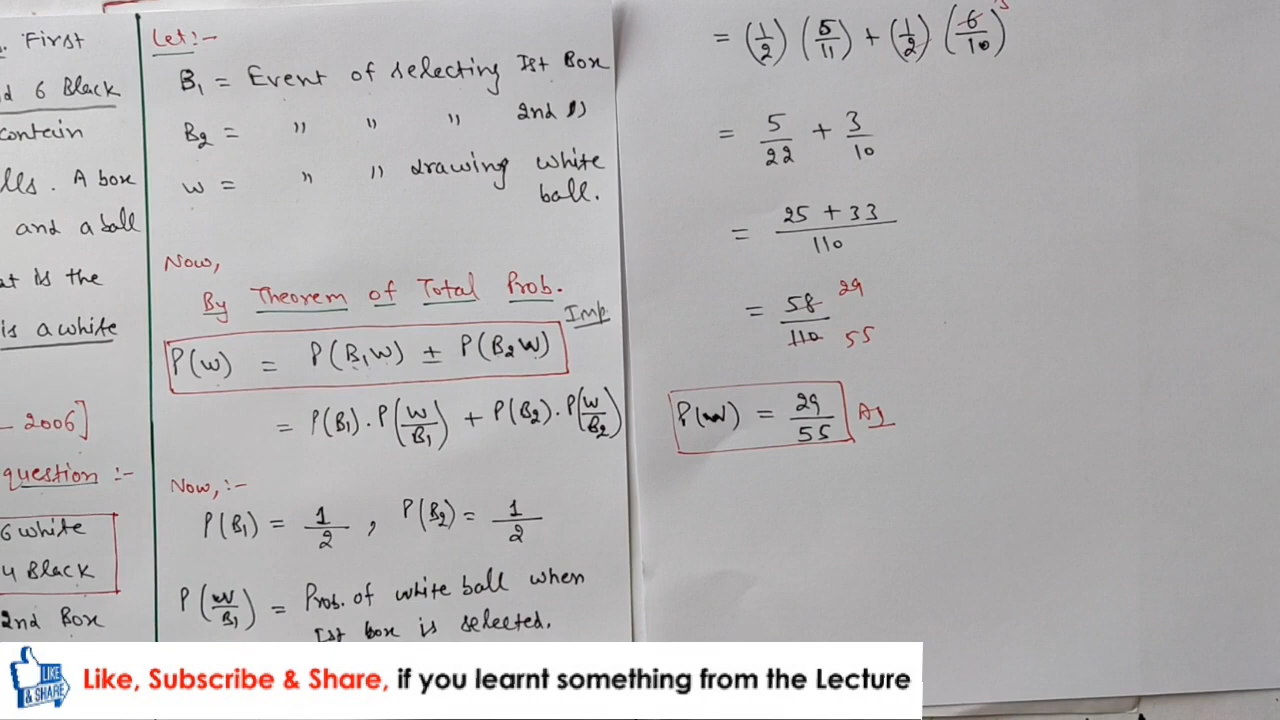 . First
d 6 Black
contain
lls. A box
and a ball
at is the
is a white
- 2006]
question :-
6 white
4 Black
2nd Box
Let:-
B₁ = Event of selecting Ist Box
B₂ = " " " 2nd "
W = " " drawing white
ball.
Now,
By Theorem of Total Prob.
Imp
P(W) = P(B₁W) ± P(B₂W)
= P(B₁).P(W/B₁) + P(B₂).P(W/B₂)
Now,:-
P(B₁) = 1/2 , P(B₂) = 1/2
P(W/B₁) = Prob. of white ball when
Ist box is selected.
= (1/2) (5/11) + (1/2) (6/10)
= 5/22 + 3/10
= 25 + 33 / 110
= 58/110 29 55
P(W) = 29/55
LIKE & SHARE
Like, Subscribe & Share, if you learnt something from the Lecture